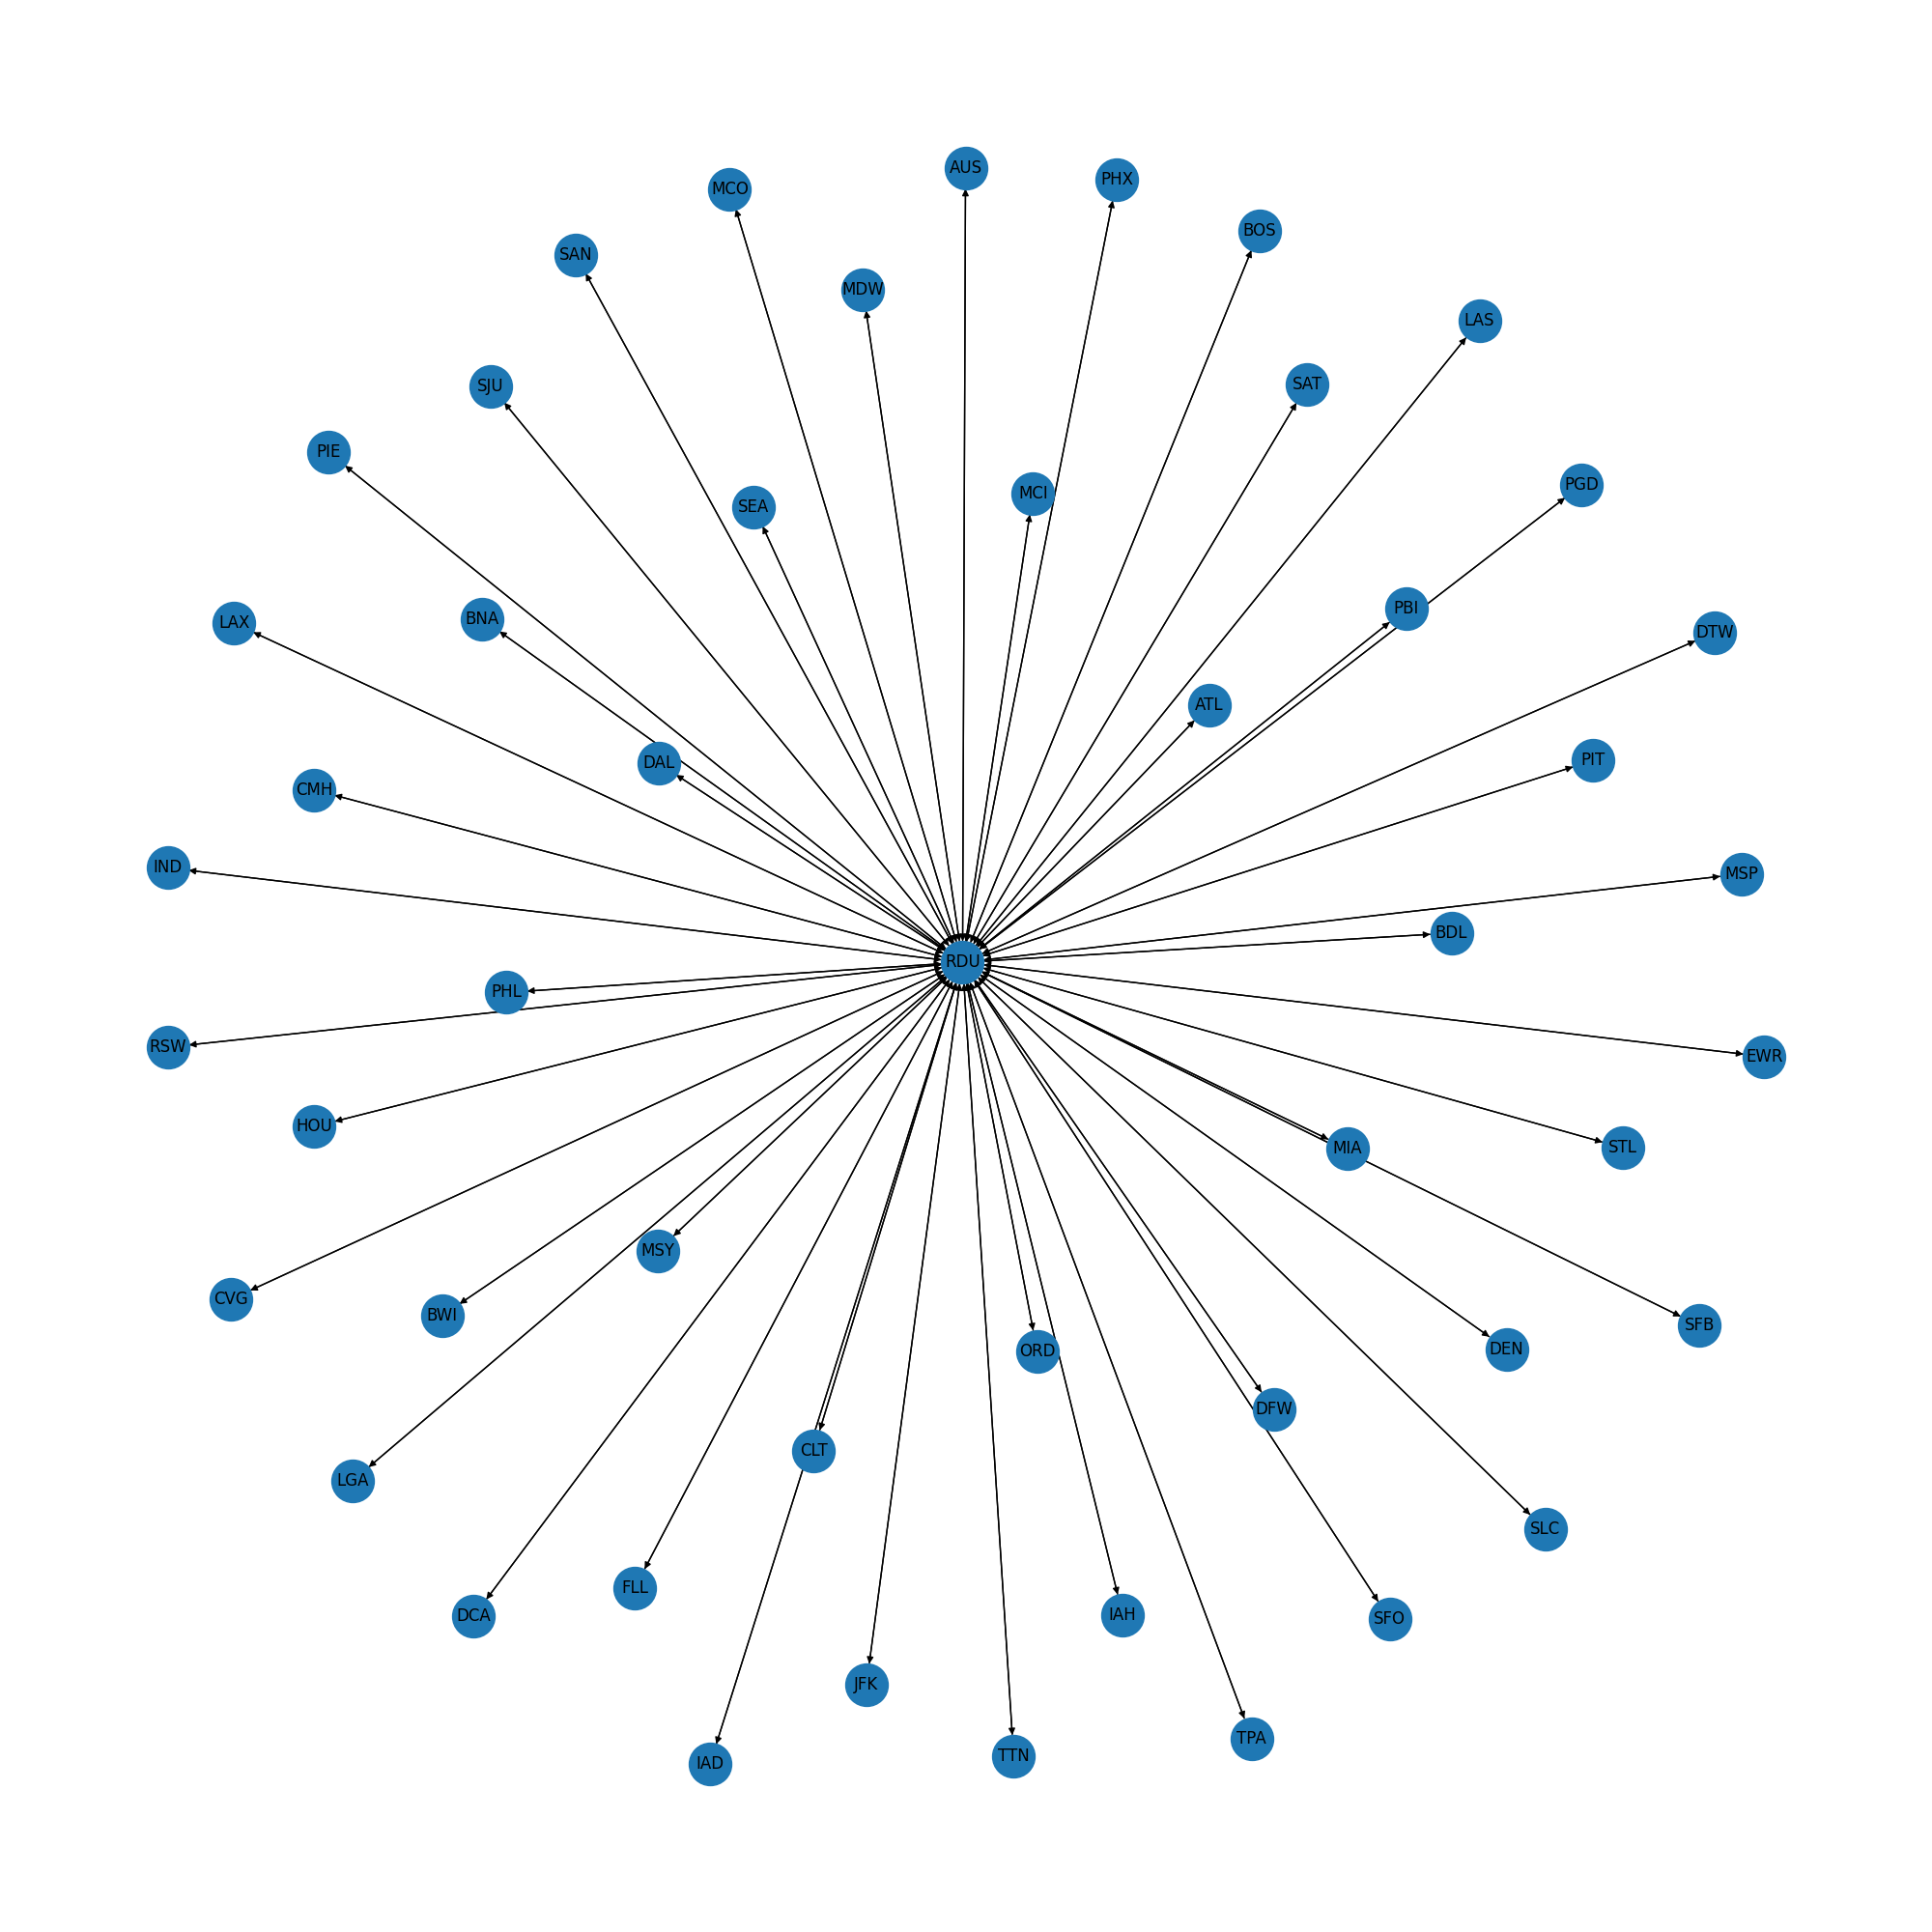 AUS
PHX
MCO
BOS
SAN
MDW
LAS
SAT
SJU
PIE
PGD
MCI
SEA
PBI
BNA
LAX
DTW
ATL
PIT
DAL
CMH
IND
MSP
BDL
RDU
PHL
RSW
EWR
HOU
STL
MIA
MSY
CVG
BWI
SFB
DEN
ORD
DFW
CLT
LGA
SLC
FLL
IAH
DCA
SFO
JFK
TPA
TTN
IAD